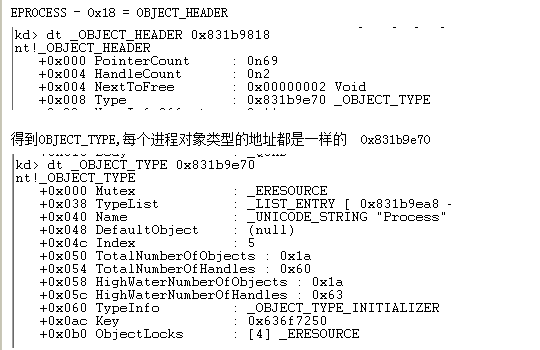 EPROCESS - 0x18 = OBJECT_HEADER
kd> dt _OBJECT_HEADER 0x831b9818
nt!_OBJECT_HEADER
+0x000 PointerCount : 0n69
+0x004 HandleCount : 0n2
+0x004 NextToFree : 0x00000002 Void
+0x008 Type : 0x831b9e70 _OBJECT_TYPE
得到OBJECT_TYPE,每个进程对象类型的地址都是一样的 0x831b9e70
kd> dt _OBJECT_TYPE 0x831b9e70
nt!_OBJECT_TYPE
+0x000 Mutex : _ERESOURCE
+0x038 TypeList : _LIST_ENTRY [ 0x831b9ea8 -
+0x040 Name : _UNICODE_STRING "Process"
+0x048 DefaultObject : (null)
+0x04c Index : 5
+0x050 TotalNumberOfObjects : 0x1a
+0x054 TotalNumberOfHandles : 0x60
+0x058 HighWaterNumberOfObjects : 0x1a
+0x05c HighWaterNumberOfHandles : 0x63
+0x060 TypeInfo : _OBJECT_TYPE_INITIALIZER
+0x0ac Key : 0x636f7250
+0x0b0 ObjectLocks : [4] _ERESOURCE